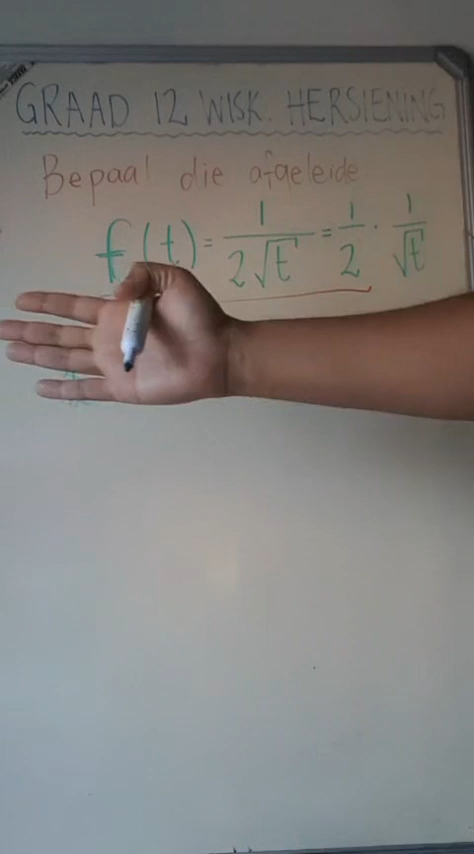 GRAAD 12 WISK. HERSIENING
Bepaal die afgeleide
f(t) = 1/(2√t) = 1/2 · 1/√t